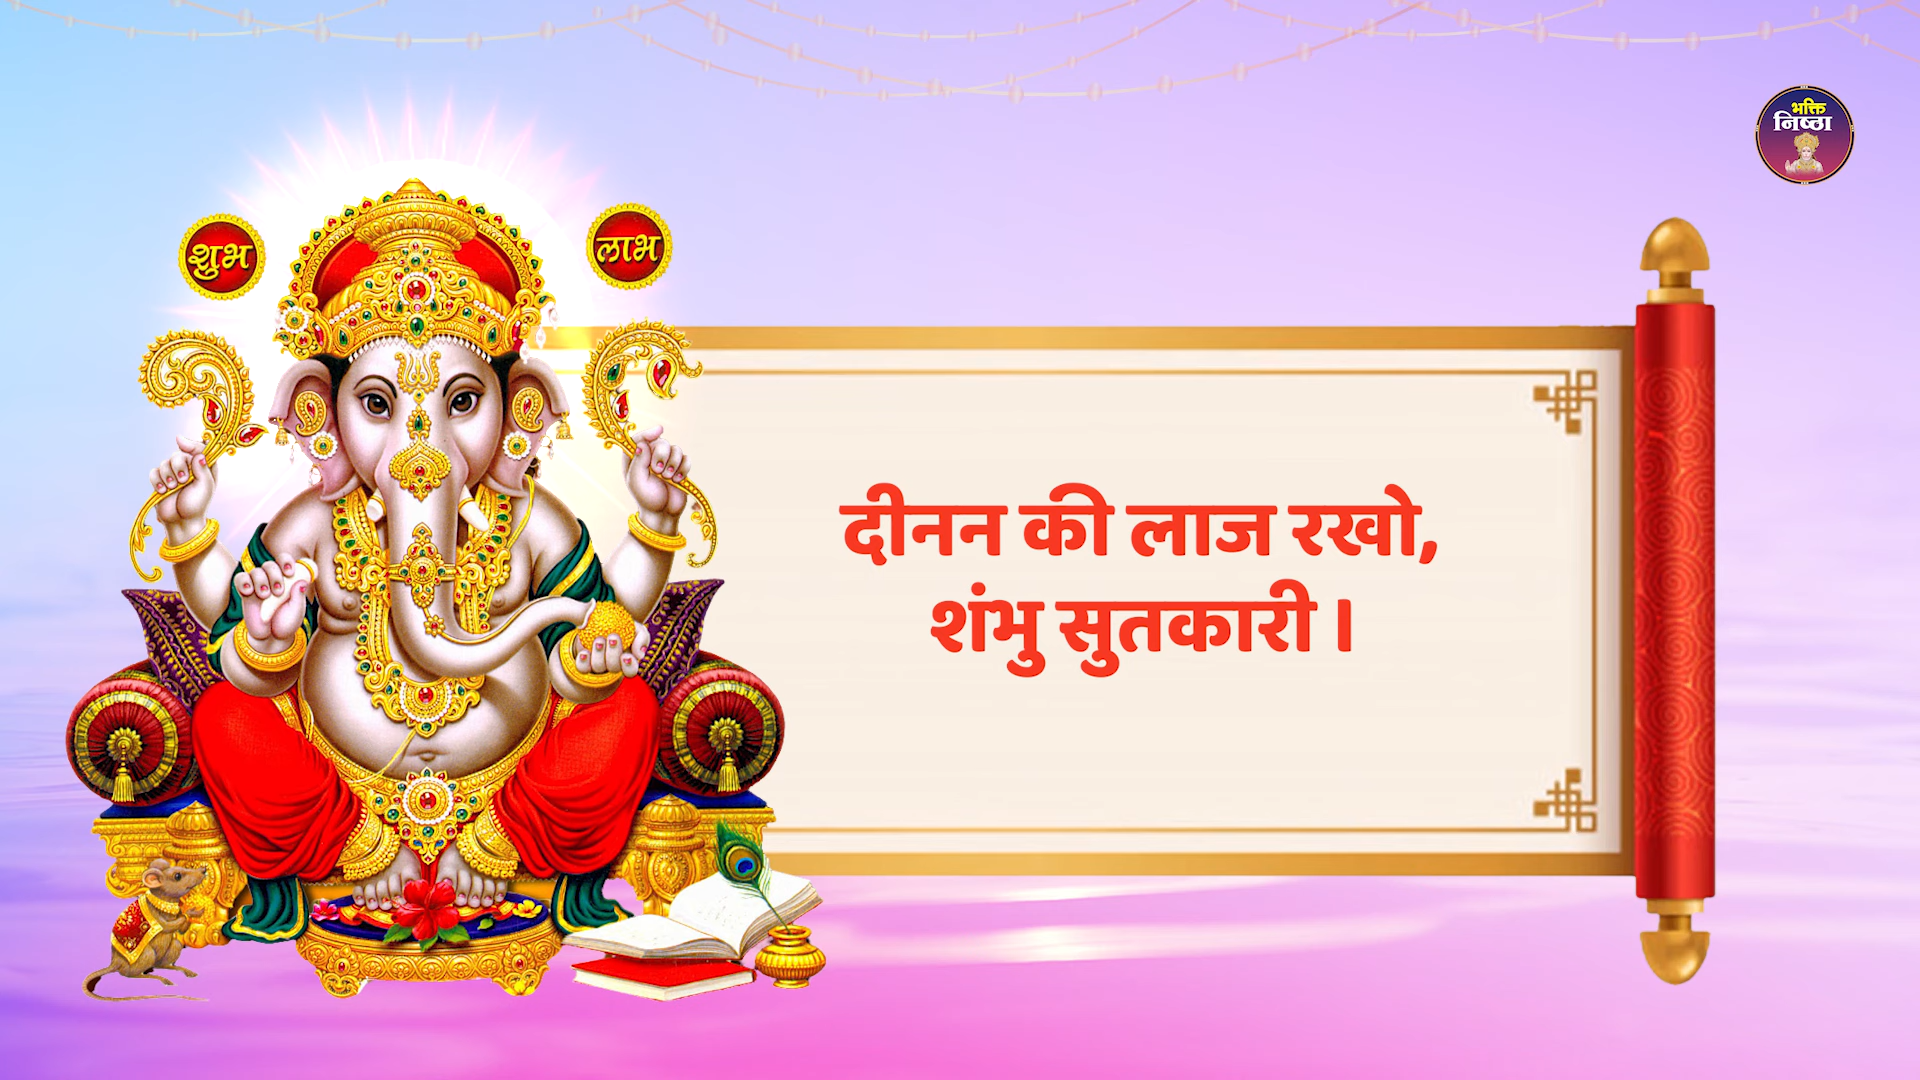 भक्ति
निष्ठा
शुभ
लाभ
दीनन की लाज रखो,
शंभु सुतकारी ।